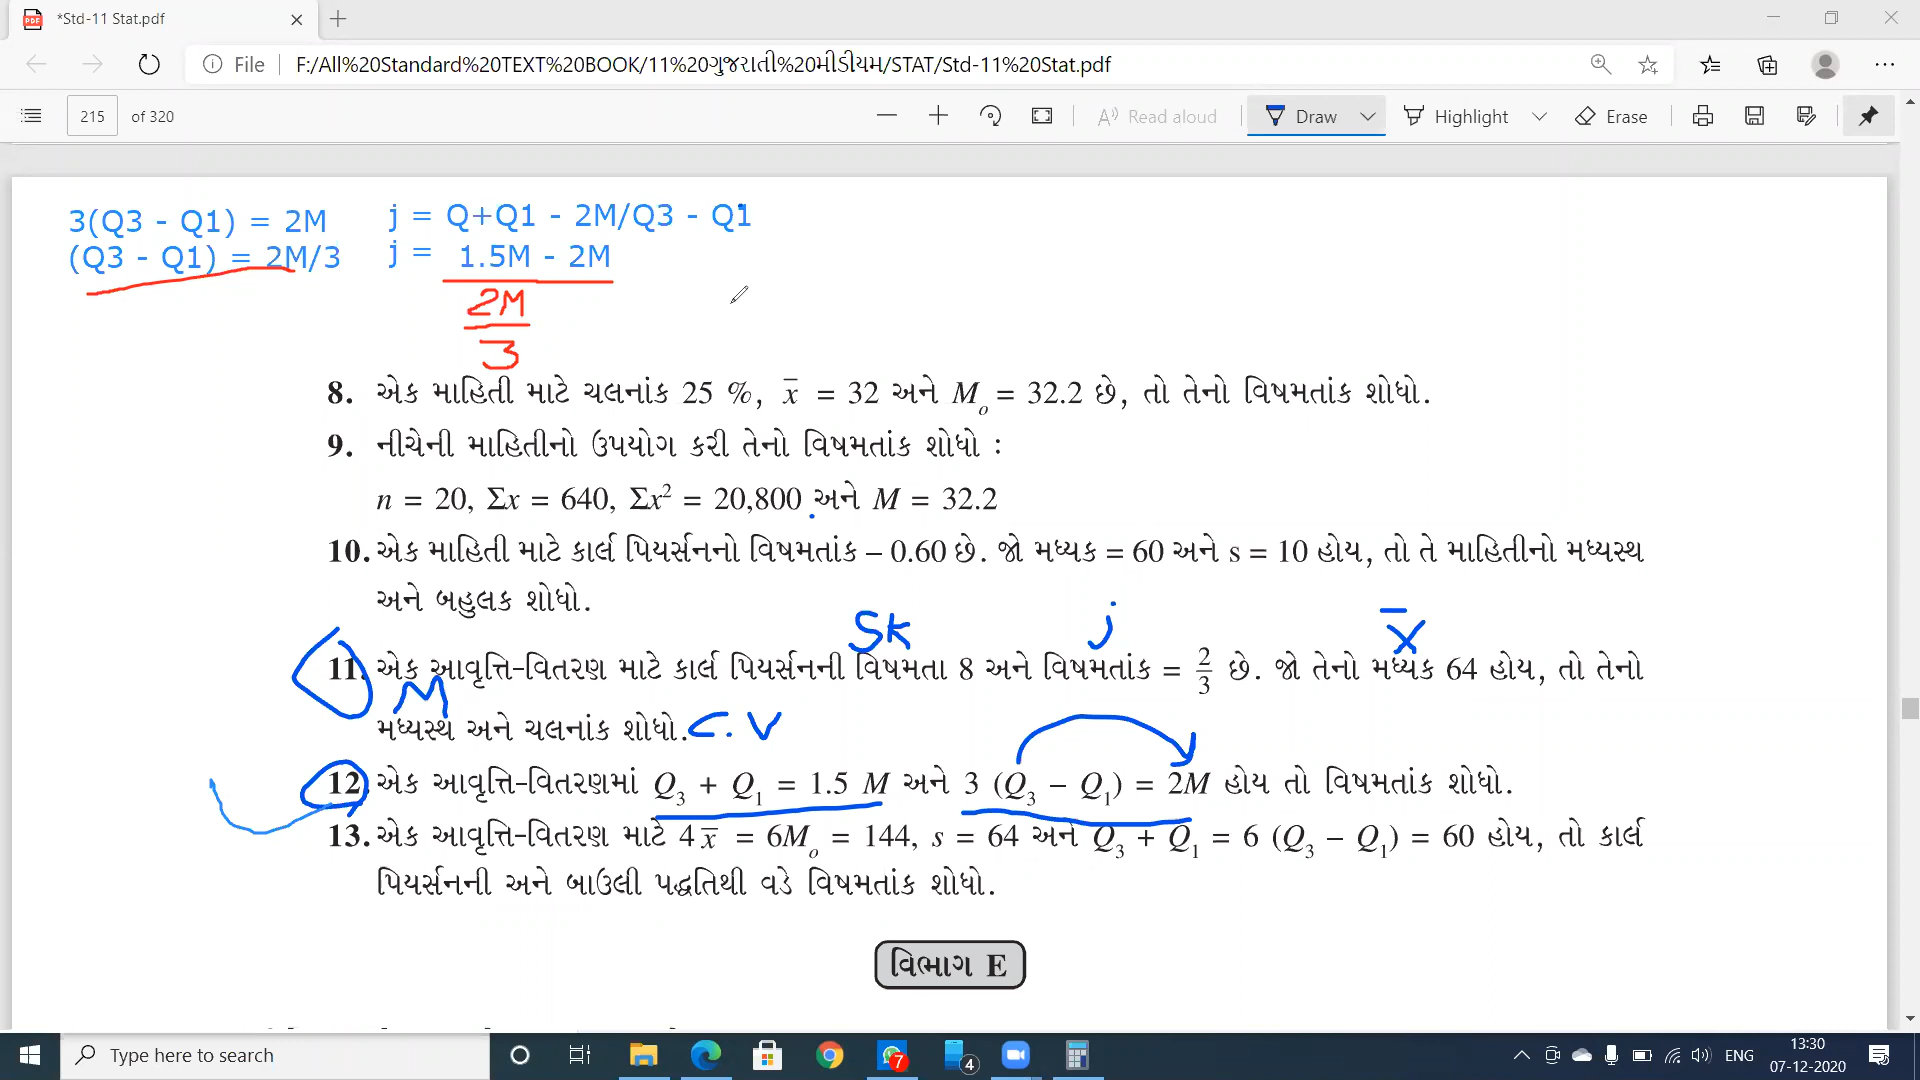 *Std-11 Stat.pdf
File F:/All%20Standard%20TEXT%20BOOK/11%20ગુજરાતી%20મીડીયમ/STAT/Std-11%20Stat.pdf
215 of 320 Read aloud Draw Highlight Erase
3(Q3 - Q1) = 2M j = Q+Q1 - 2M/Q3 - Q1
(Q3 - Q1) = 2M/3 j = 1.5M - 2M
2M
3
8. એક માહિતી માટે ચલનાંક 25 %, x̄ = 32 અને Mₒ = 32.2 છે, તો તેનો વિષમતાંક શોધો.
9. નીચેની માહિતીનો ઉપયોગ કરી તેનો વિષમતાંક શોધો :
n = 20, Σx = 640, Σx² = 20,800 અને M = 32.2
10. એક માહિતી માટે કાર્લ પિયર્સનનો વિષમતાંક – 0.60 છે. જો મધ્યક = 60 અને s = 10 હોય, તો તે માહિતીનો મધ્યસ્થ
અને બહુલક શોધો.
Sk j x̄
11. એક આવૃત્તિ-વિતરણ માટે કાર્લ પિયર્સનની વિષમતા 8 અને વિષમતાંક = 2/3 છે. જો તેનો મધ્યક 64 હોય, તો તેનો
M
મધ્યસ્થ અને ચલનાંક શોધો. C.V
12. એક આવૃત્તિ-વિતરણમાં Q₃ + Q₁ = 1.5 M અને 3 (Q₃ – Q₁) = 2M હોય તો વિષમતાંક શોધો.
13. એક આવૃત્તિ-વિતરણ માટે 4x̄ = 6Mₒ = 144, s = 64 અને Q₃ + Q₁ = 6 (Q₃ – Q₁) = 60 હોય, તો કાર્લ
પિયર્સનની અને બાઉલી પદ્ધતિથી વડે વિષમતાંક શોધો.
વિભાગ E
Type here to search 7 4 ENG 13:30
07-12-2020